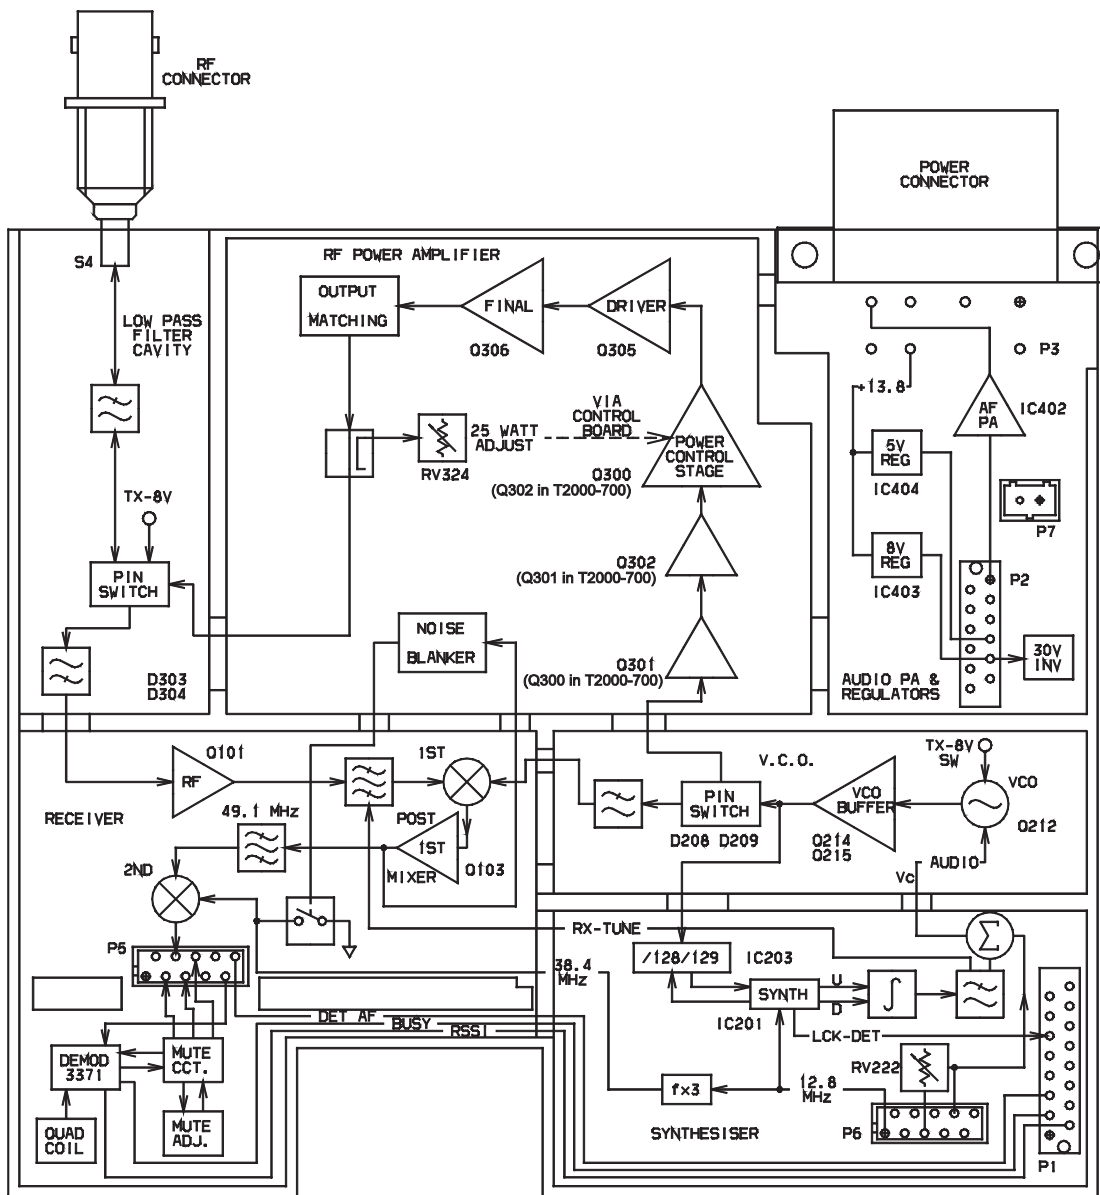 RF
CONNECTOR
POWER
CONNECTOR
S4
RF POWER AMPLIFIER
OUTPUT
MATCHING
FINAL
DRIVER
Q306
Q305
LOW PASS
FILTER
CAVITY
P3
+13.8
AF
PA
IC402
VIA
CONTROL
BOARD
25 WATT
ADJUST
RV324
POWER
CONTROL
STAGE
Q300
(Q302 in T2000-700)
5V
REG
IC404
P7
TX-8V
PIN
SWITCH
Q302
(Q301 in T2000-700)
8V
REG
IC403
P2
NOISE
BLANKER
Q301
(Q300 in T2000-700)
30V
INV
D303
D304
AUDIO PA &
REGULATORS
Q101
RF
1ST
RECEIVER
49.1 MHz
POST
1ST
MIXER
Q103
V.C.O.
PIN
SWITCH
D208 D209
VCO
BUFFER
Q214
Q215
TX-8V
SW
VCO
Q212
AUDIO
Vc
2ND
P5
RX-TUNE
Σ
/128/129
IC203
38.4
MHz
SYNTH
IC201
U
D
∫
DET AF
BUSY
RSSI
LCK-DET
DEMOD
3371
MUTE
CCT.
RV222
fx3
12.8
MHz
QUAD
COIL
MUTE
ADJ.
SYNTHESISER
P6
P1